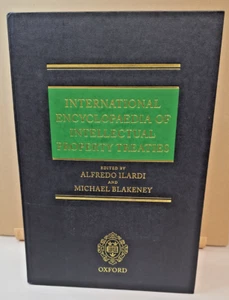 INTERNATIONAL
ENCYCLOPAEDIA OF
INTELLECTUAL
PROPERTY TREATIES
EDITED BY
ALFREDO ILARDI
AND
MICHAEL BLAKENEY
OXFORD